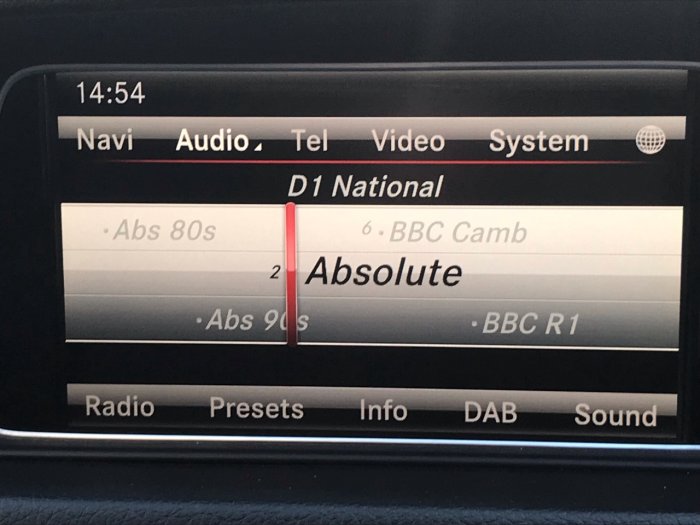 14:54
Navi Audio Tel Video System
D1 National
·Abs 80s 6·BBC Camb
2 Absolute
·Abs 90s ·BBC R1
Radio Presets Info DAB Sound